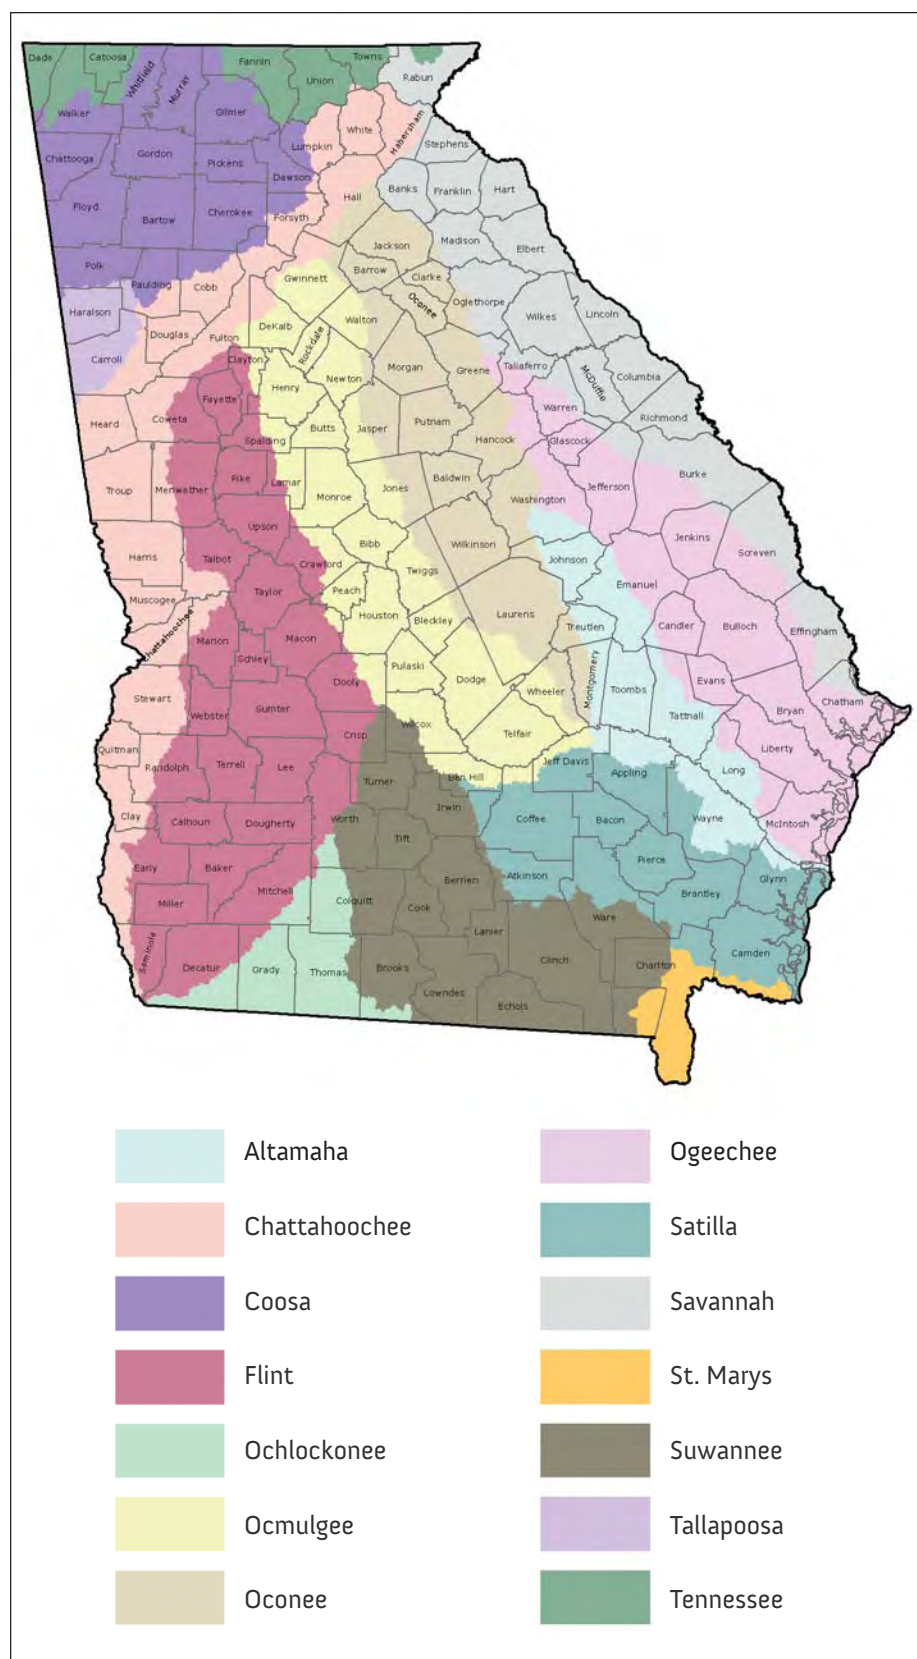 Dade
Catoosa
Whitfield
Murray
Fannin
Union
Towns
Rabun
Walker
Gilmer
Lumpkin
White
Habersham
Stephens
Chattooga
Gordon
Pickens
Dawson
Hall
Banks
Franklin
Hart
Floyd
Bartow
Cherokee
Forsyth
Jackson
Madison
Elbert
Polk
Paulding
Cobb
Gwinnett
Barrow
Clarke
Oconee
Oglethorpe
Wilkes
Lincoln
Haralson
Douglas
Fulton
DeKalb
Rockdale
Walton
Morgan
Greene
Taliaferro
McDuffie
Columbia
Carroll
Clayton
Fayette
Henry
Newton
Jasper
Putnam
Hancock
Warren
Glascock
Richmond
Heard
Coweta
Spalding
Butts
Troup
Meriwether
Pike
Lamar
Monroe
Jones
Baldwin
Washington
Jefferson
Burke
Harris
Talbot
Upson
Crawford
Bibb
Twiggs
Wilkinson
Johnson
Jenkins
Screven
Muscogee
Chattahoochee
Taylor
Peach
Houston
Bleckley
Laurens
Treutlen
Emanuel
Candler
Bulloch
Effingham
Marion
Schley
Macon
Pulaski
Dodge
Wheeler
Montgomery
Toombs
Tattnall
Evans
Bryan
Chatham
Stewart
Webster
Sumter
Dooly
Crisp
Wilcox
Telfair
Liberty
Quitman
Randolph
Terrell
Lee
Turner
Ben Hill
Jeff Davis
Appling
Long
Clay
Calhoun
Dougherty
Worth
Irwin
Tift
Coffee
Bacon
Wayne
McIntosh
Early
Baker
Mitchell
Colquitt
Cook
Berrien
Atkinson
Pierce
Brantley
Glynn
Miller
Lanier
Ware
Seminole
Decatur
Grady
Thomas
Brooks
Lowndes
Clinch
Echols
Charlton
Camden
Altamaha
Chattahoochee
Coosa
Flint
Ochlockonee
Ocmulgee
Oconee
Ogeechee
Satilla
Savannah
St. Marys
Suwannee
Tallapoosa
Tennessee